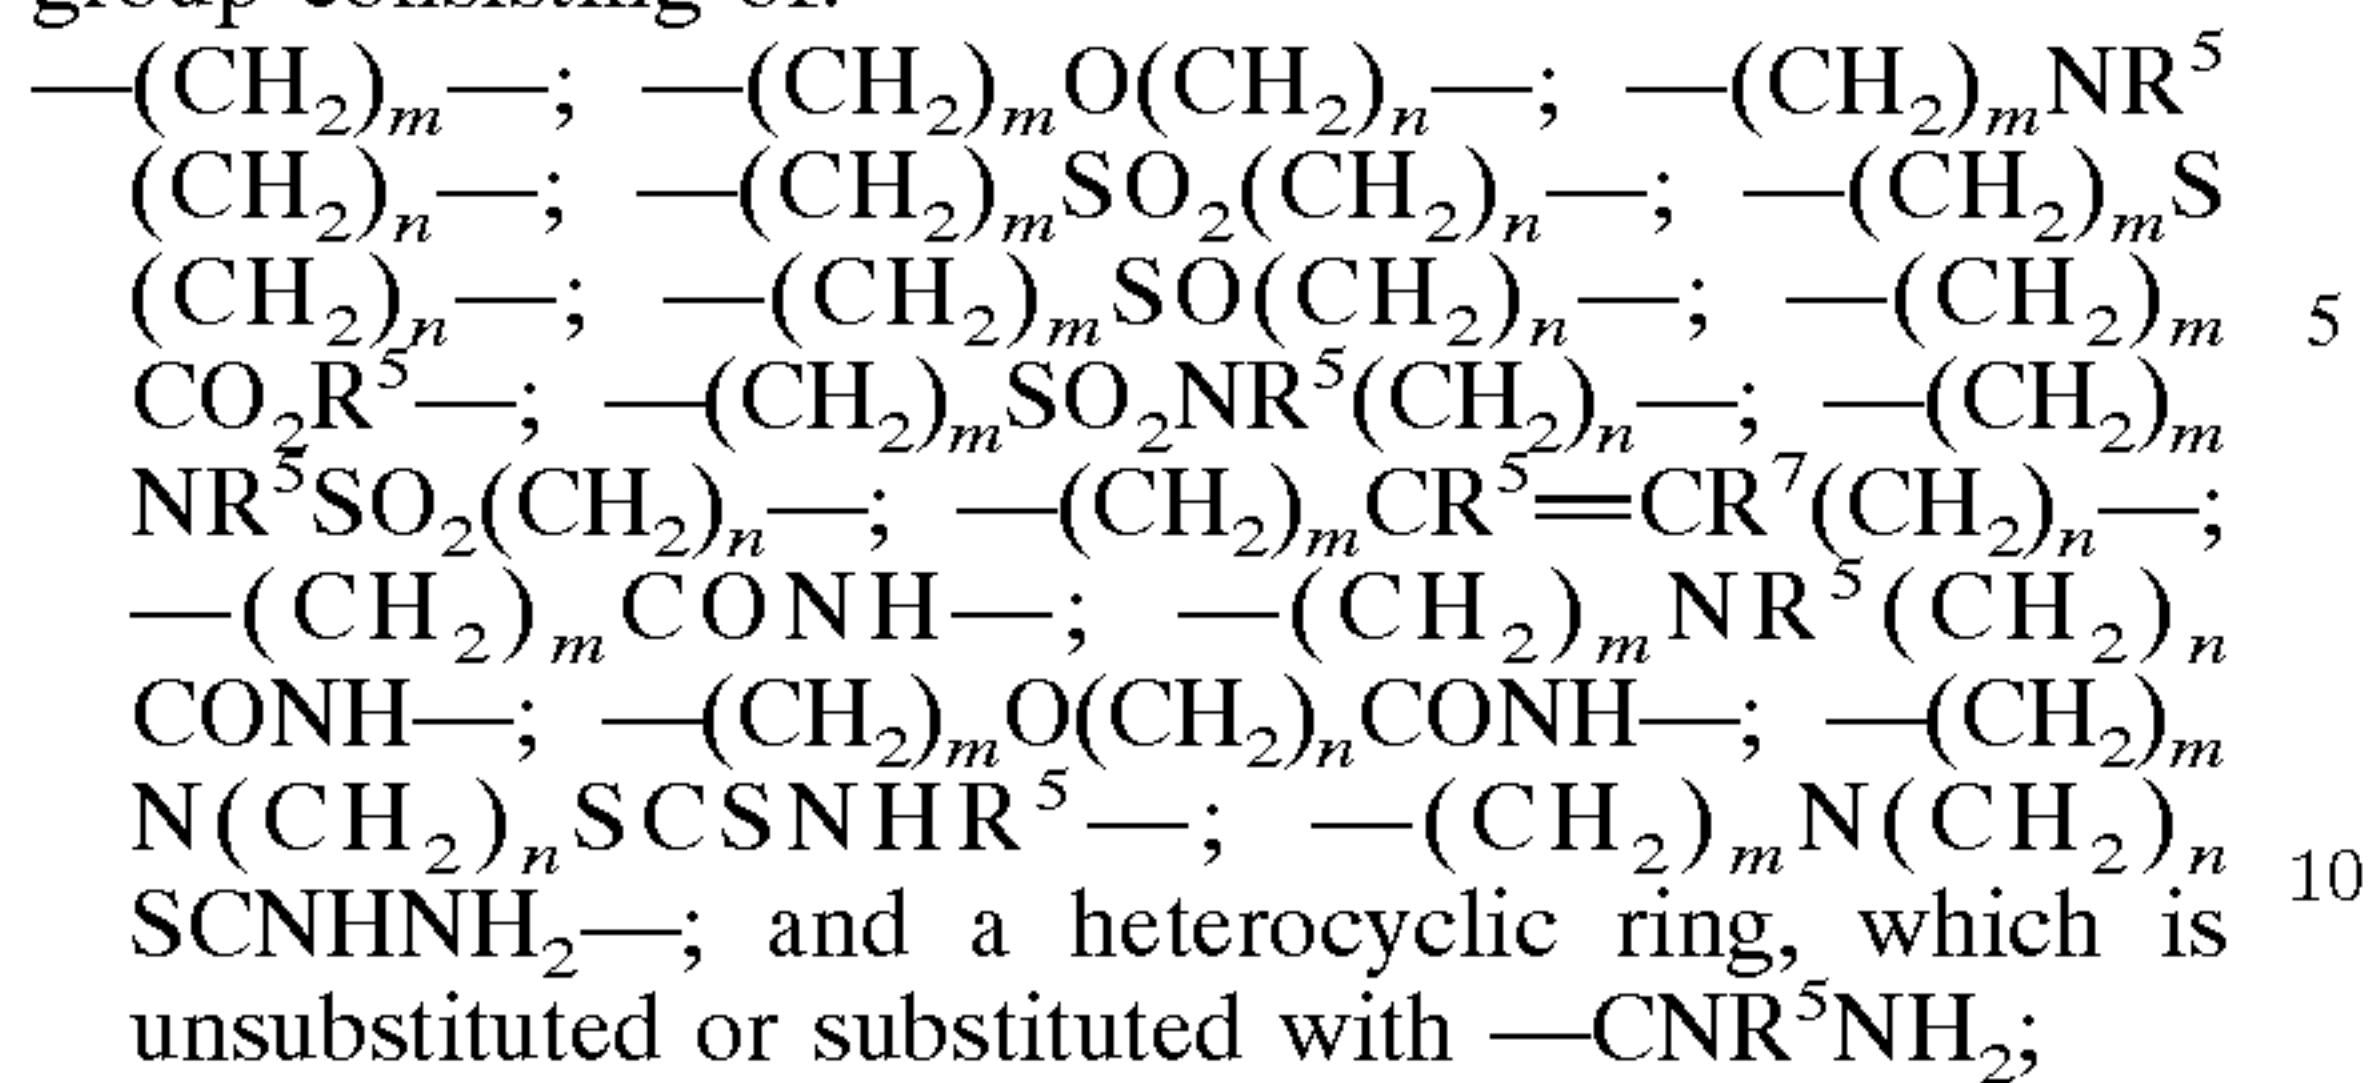 group consisting of:
—(CH₂)ₘ—; —(CH₂)ₘO(CH₂)ₙ—; —(CH₂)ₘNR⁵
(CH₂)ₙ—; —(CH₂)ₘSO₂(CH₂)ₙ—; —(CH₂)ₘS
(CH₂)ₙ—; —(CH₂)ₘSO(CH₂)ₙ—; —(CH₂)ₘ 5
CO₂R⁵—; —(CH₂)ₘSO₂NR⁵(CH₂)ₙ—; —(CH₂)ₘ
NR⁵SO₂(CH₂)ₙ—; —(CH₂)ₘCR⁵═CR⁷(CH₂)ₙ—;
—(CH₂)ₘCONH—; —(CH₂)ₘNR⁵(CH₂)ₙ
CONH—; —(CH₂)ₘO(CH₂)ₙCONH—; —(CH₂)ₘ
N(CH₂)ₙSCSNHR⁵—; —(CH₂)ₘN(CH₂)ₙ 10
SCNHNH₂—; and a heterocyclic ring, which is
unsubstituted or substituted with —CNR⁵NH₂;